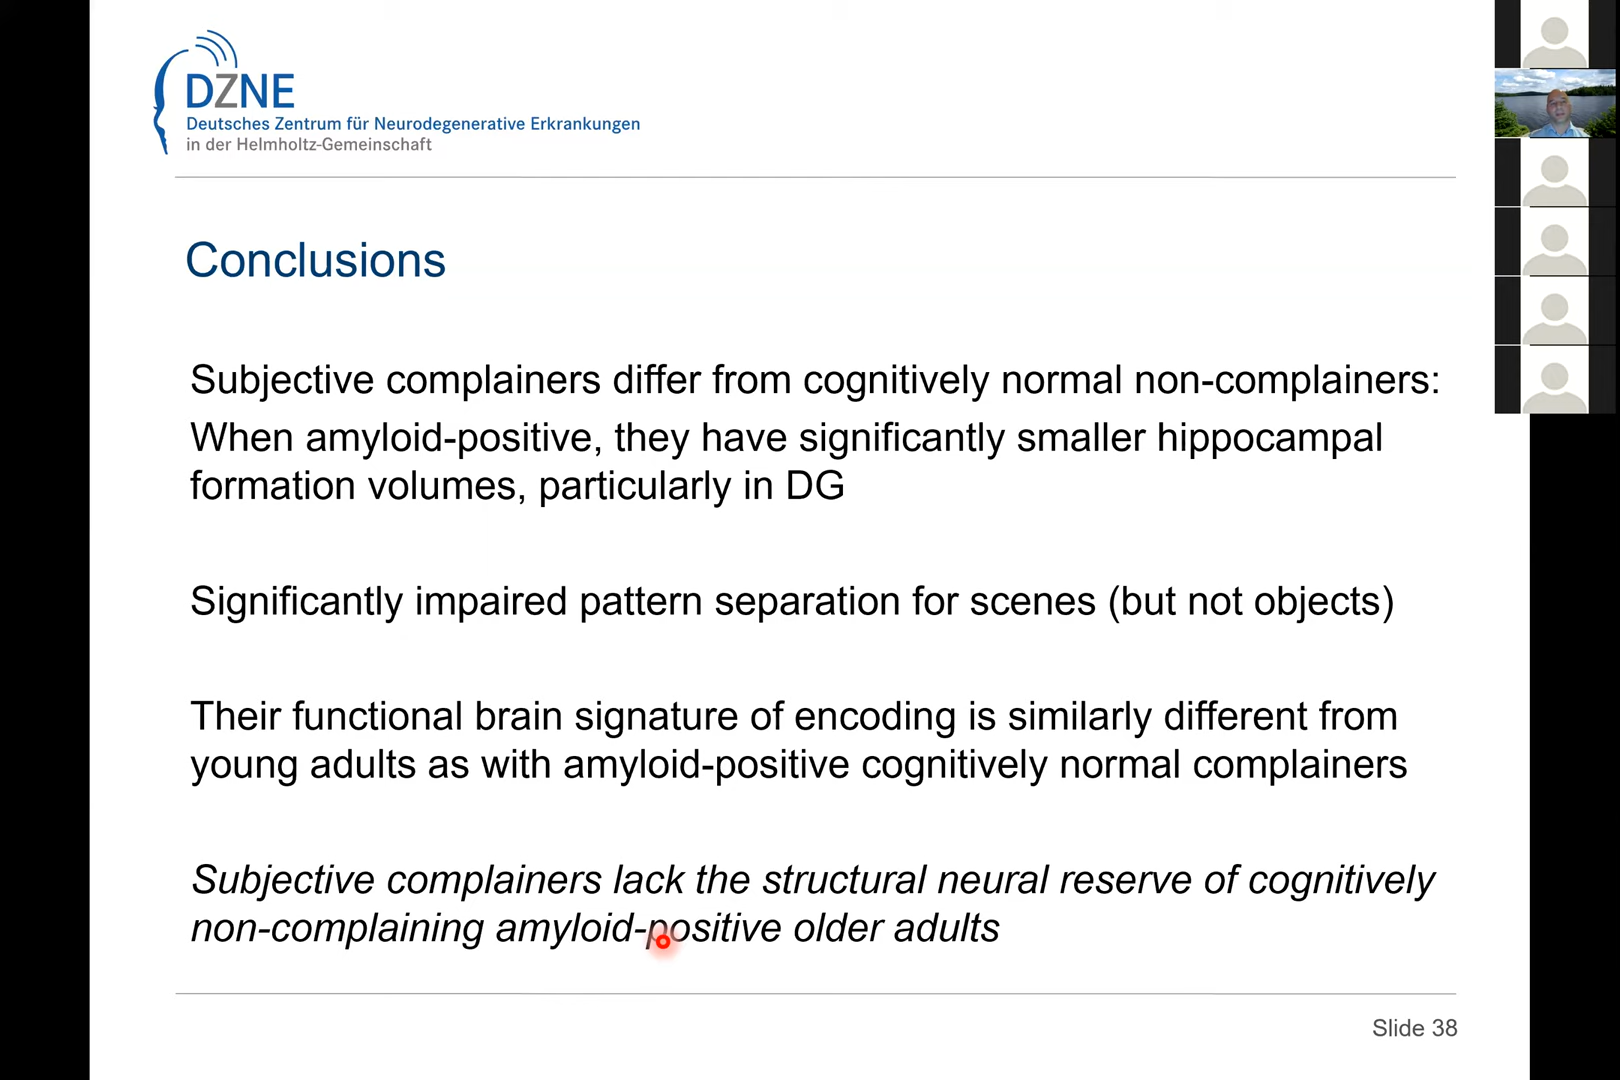 DZNE
Deutsches Zentrum für Neurodegenerative Erkrankungen
in der Helmholtz-Gemeinschaft
Conclusions
Subjective complainers differ from cognitively normal non-complainers:
When amyloid-positive, they have significantly smaller hippocampal
formation volumes, particularly in DG
Significantly impaired pattern separation for scenes (but not objects)
Their functional brain signature of encoding is similarly different from
young adults as with amyloid-positive cognitively normal complainers
Subjective complainers lack the structural neural reserve of cognitively
non-complaining amyloid-positive older adults
Slide 38